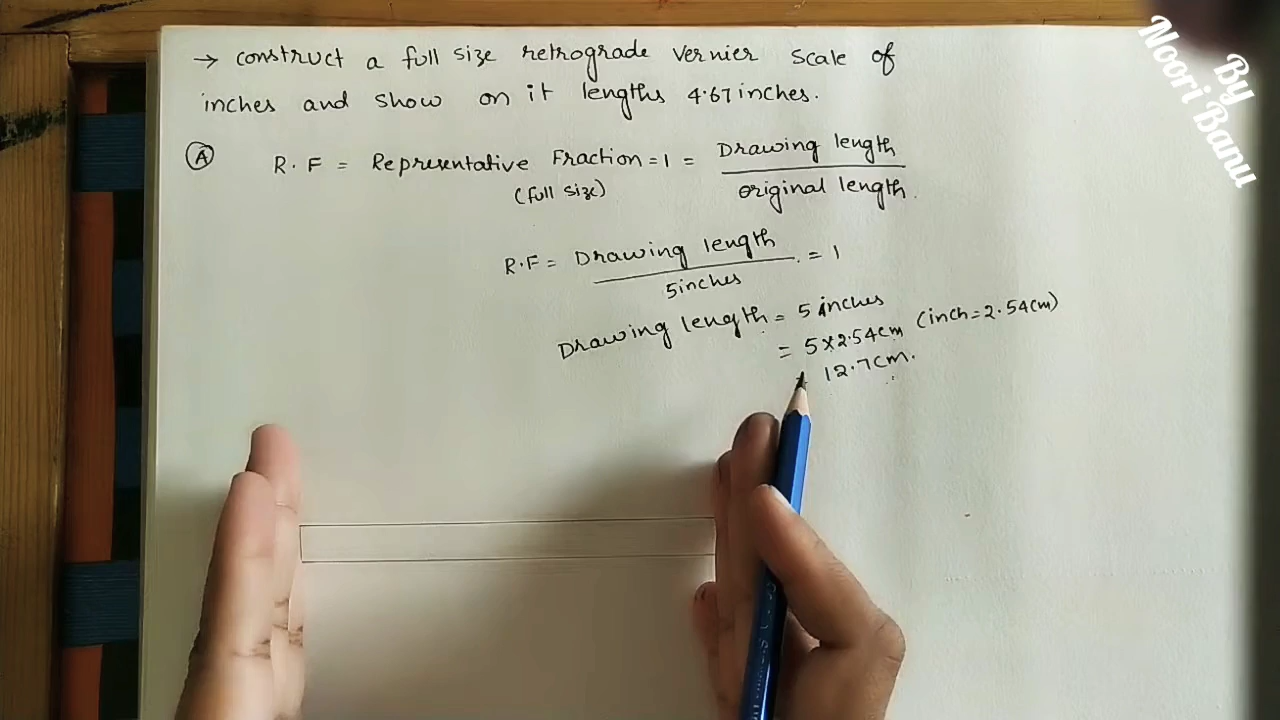 → construct a full size retrograde vernier scale of
inches and show on it lengths 4.67 inches.
A R.F = Representative Fraction = 1 = Drawing length
(full size) original length.
R.F = Drawing length = 1
5inches
Drawing length = 5 inches
= 5x2.54cm (inch=2.54cm)
12.7cm.
By
Noori Banu